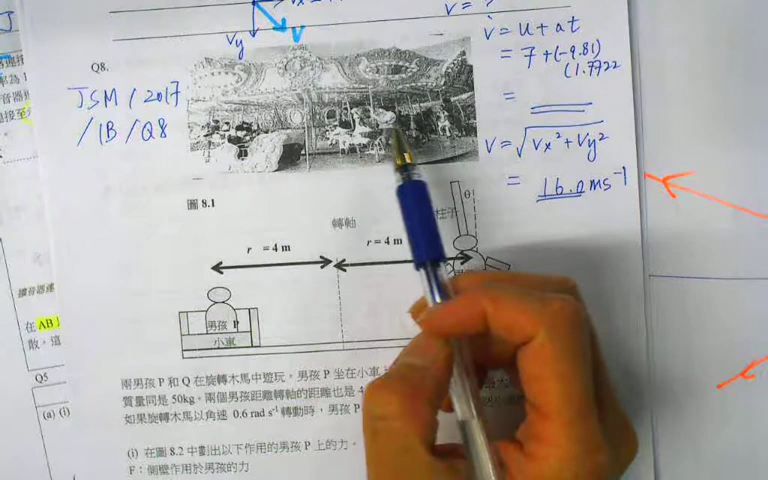 Vy
V
V = ?
Q8.
JSM / 2017
/ 1B / Q8
V = u + at
= 7 + (-9.81)
(1.7722
=
V = √Vx² + Vy²
= 16.0 ms⁻¹
圖 8.1
轉軸
柱子
θ
r = 4 m
r = 4 m
男孩 P
小車
兩男孩 P 和 Q 在旋轉木馬中遊玩。男孩 P 坐在小車
質量同是 50kg。兩個男孩距離轉軸的距離也是 4
如果旋轉木馬以角速 0.6 rad s⁻¹ 轉動時，男孩 P
(i) 在圖 8.2 中劃出以下作用的男孩 P 上的力。
F：側壁作用於男孩的力
在 AB
散，這
Q5
(a) (i)